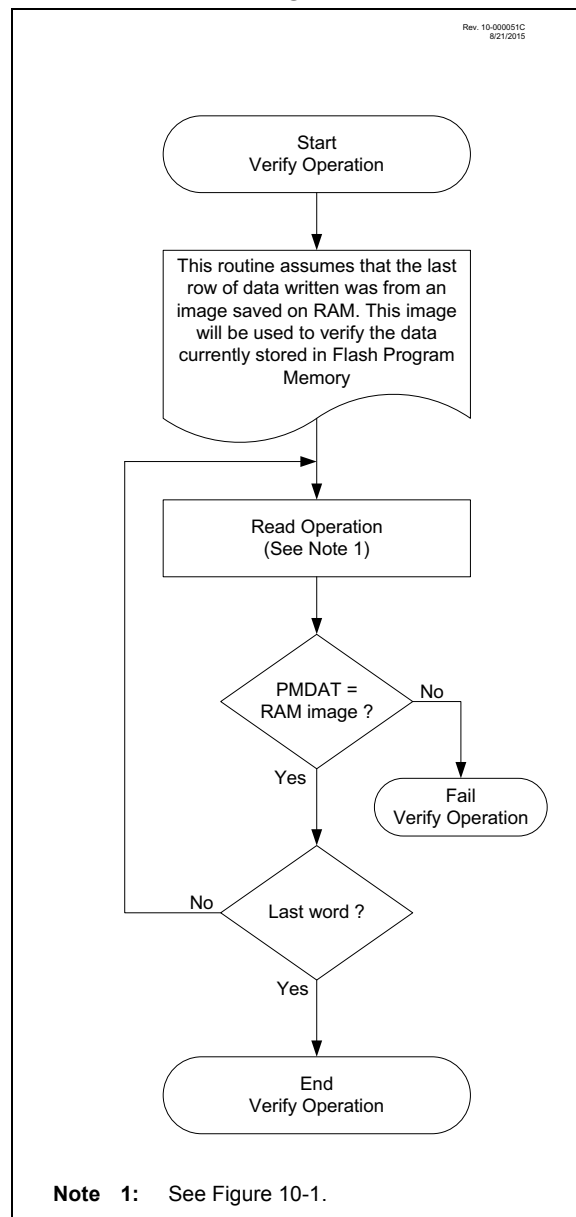 Rev. 10-000051C
8/21/2015
Start
Verify Operation
This routine assumes that the last
row of data written was from an
image saved on RAM. This image
will be used to verify the data
currently stored in Flash Program
Memory
Read Operation
(See Note 1)
PMDAT =
RAM image ?
No
Yes
Fail
Verify Operation
Last word ?
No
Yes
End
Verify Operation
Note 1: See Figure 10-1.